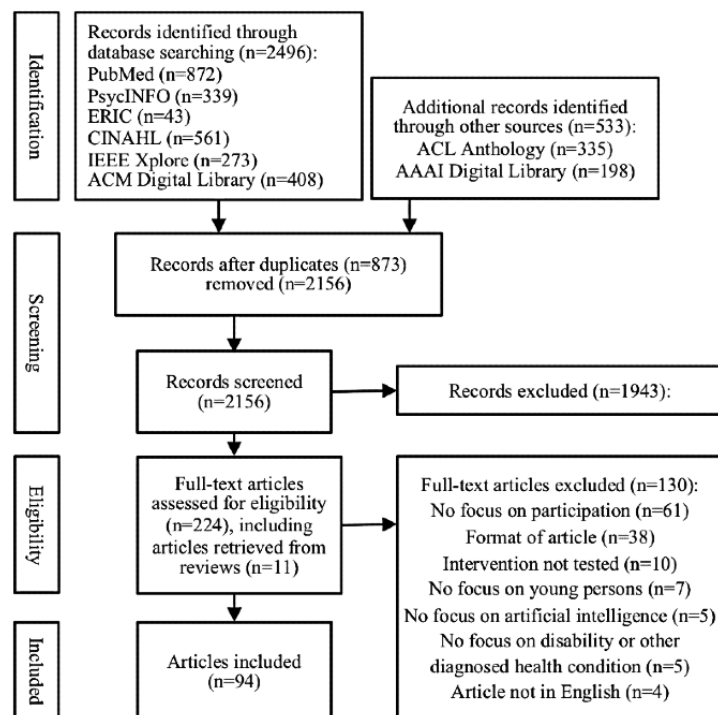 Identification
Records identified through
database searching (n=2496):
PubMed (n=872)
PsycINFO (n=339)
ERIC (n=43)
CINAHL (n=561)
IEEE Xplore (n=273)
ACM Digital Library (n=408)
Additional records identified
through other sources (n=533):
ACL Anthology (n=335)
AAAI Digital Library (n=198)
Screening
Records after duplicates (n=873)
removed (n=2156)
Records screened
(n=2156)
Records excluded (n=1943):
Eligibility
Full-text articles
assessed for eligibility
(n=224), including
articles retrieved from
reviews (n=11)
Full-text articles excluded (n=130):
No focus on participation (n=61)
Format of article (n=38)
Intervention not tested (n=10)
No focus on young persons (n=7)
No focus on artificial intelligence (n=5)
No focus on disability or other
diagnosed health condition (n=5)
Article not in English (n=4)
Included
Articles included
(n=94)